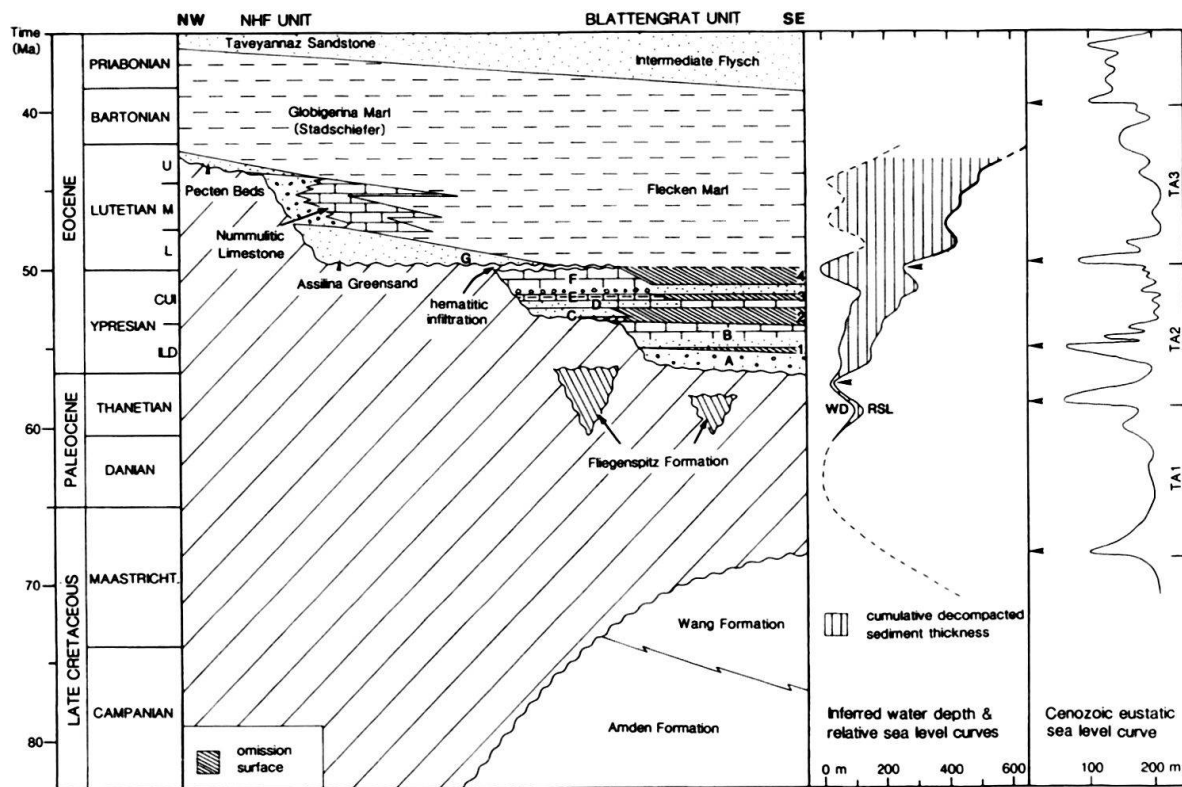 NW NHF UNIT BLATTENGRAT UNIT SE
Time
(Ma)
40
50
60
70
80
EOCENE
PALEOCENE
LATE CRETACEOUS
PRIABONIAN
BARTONIAN
U
LUTETIAN M
L
CUI
YPRESIAN
ILD
THANETIAN
DANIAN
MAASTRICHT.
CAMPANIAN
Taveyannaz Sandstone
Intermediate Flysch
Globigerina Marl
(Stadschiefer)
Pecten Beds
Flecken Marl
Nummulitic
Limestone
Assilina Greensand
G
hematitic
infiltration
F
E
D
C
B
A
4
3
2
1
Fliegenspitz Formation
Wang Formation
Amden Formation
omission
surface
WD RSL
cumulative decompacted
sediment thickness
Inferred water depth &
relative sea level curves
0 m 200 400 600
TA3
TA2
TA1
Cenozoic eustatic
sea level curve
100 200 m